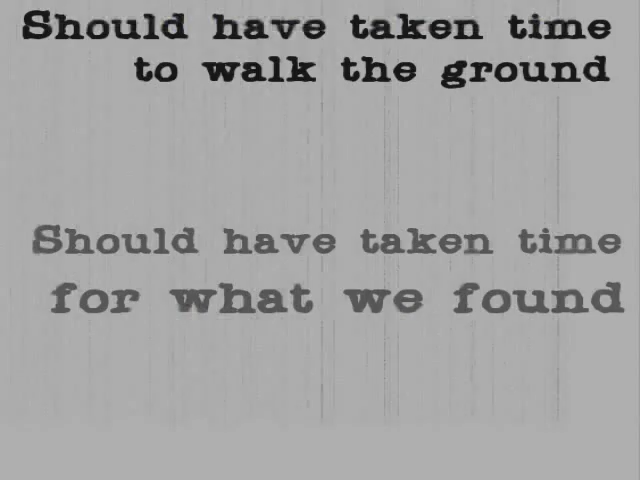 Should have taken time
to walk the ground
Should have taken time
for what we found